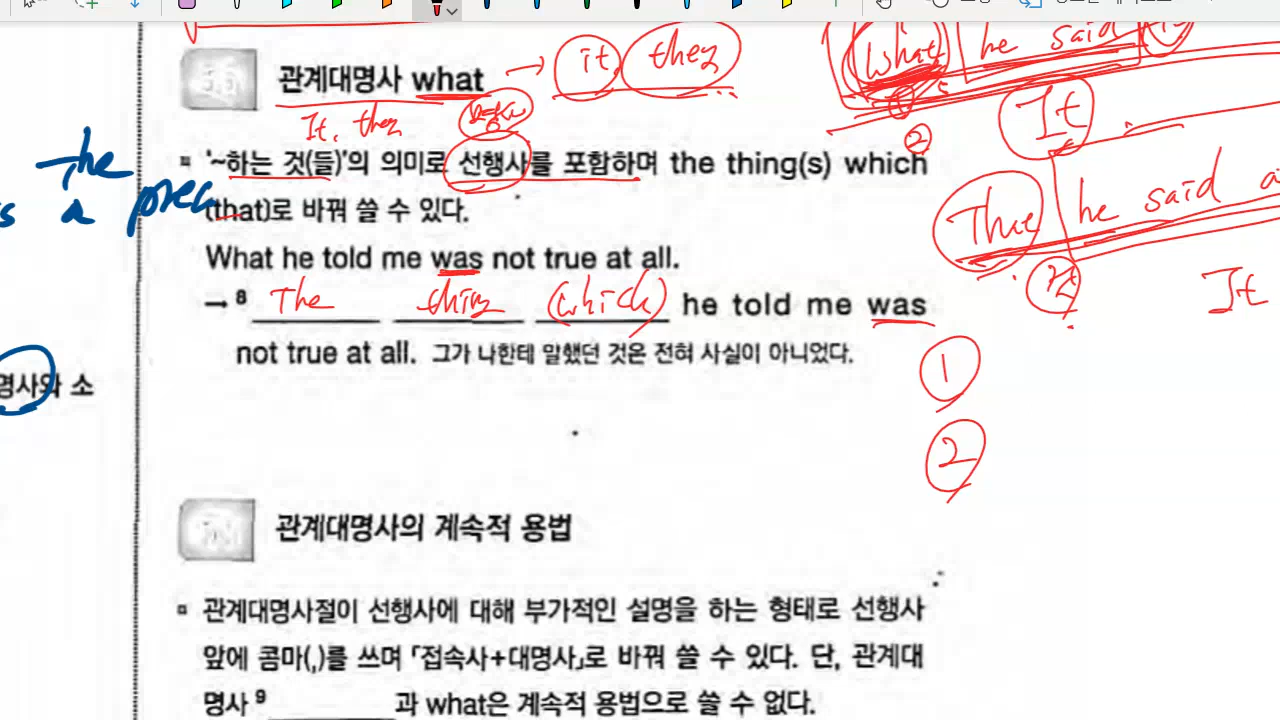 What he said
관계대명사 what → it, they
It, they
It
'~하는 것(들)'의 의미로 선행사를 포함하며 the thing(s) which
(that)로 바꿔 쓸 수 있다.
the
s a prec
he said a
What he told me was not true at all.
It
→ 8 The thing (which) he told me was
not true at all. 그가 나한테 말했던 것은 전혀 사실이 아니었다.
①
명사와 소
②
관계대명사의 계속적 용법
관계대명사절이 선행사에 대해 부가적인 설명을 하는 형태로 선행사
앞에 콤마(,)를 쓰며 「접속사+대명사」로 바꿔 쓸 수 있다. 단, 관계대
명사 9 과 what은 계속적 용법으로 쓸 수 없다.